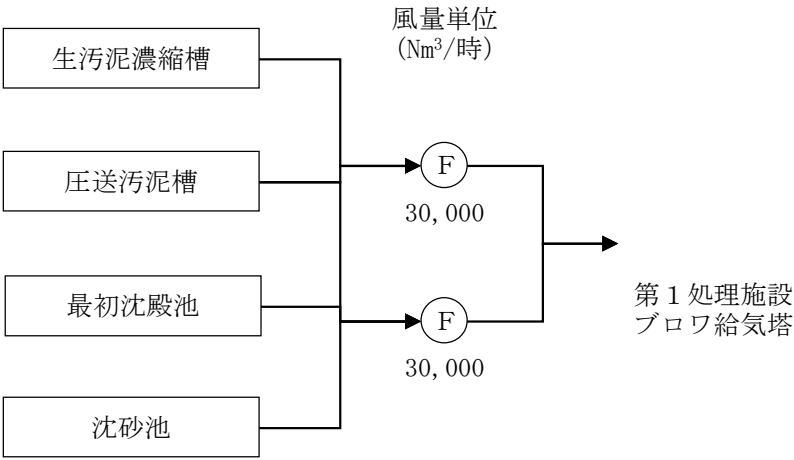 風量単位
(Nm³/時)
生汚泥濃縮槽
圧送汚泥槽
F
30,000
最初沈殿池
F
30,000
第1処理施設
ブロワ給気塔
沈砂池